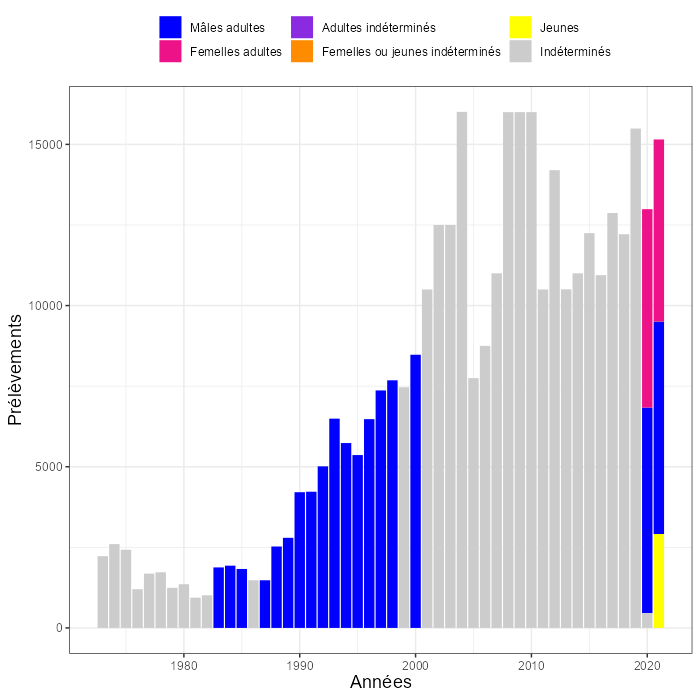 Mâles adultes Adultes indéterminés Jeunes
Femelles adultes Femelles ou jeunes indéterminés Indéterminés
15000
10000
5000
0
Prélèvements
1980 1990 2000 2010 2020
Années